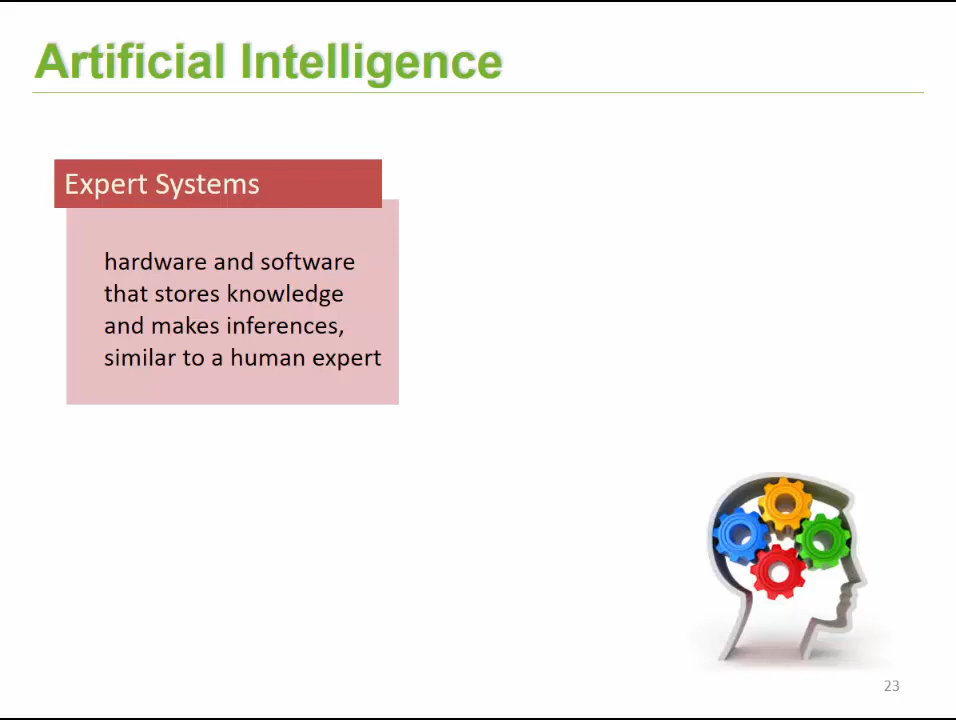 Artificial Intelligence
Expert Systems
hardware and software
that stores knowledge
and makes inferences,
similar to a human expert
23